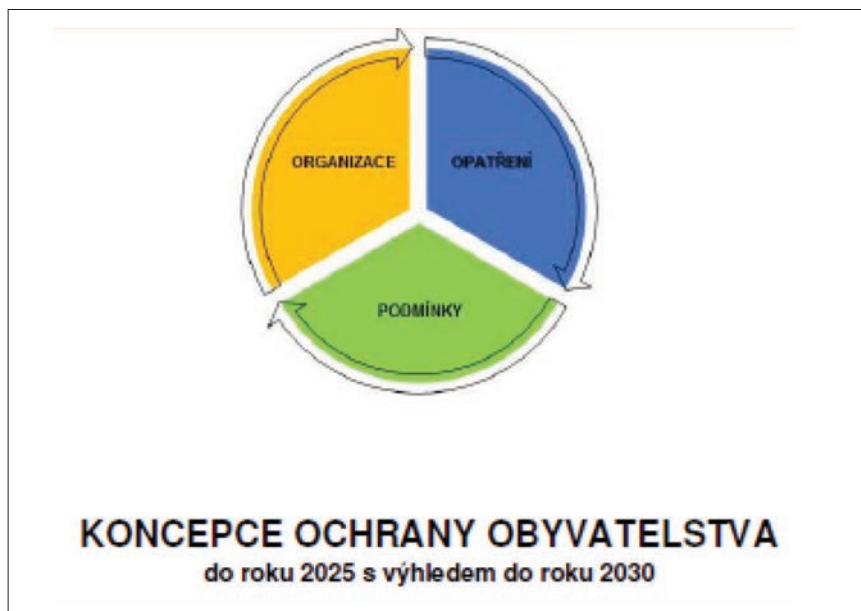 ORGANIZACE
OPATŘENÍ
PODMÍNKY
KONCEPCE OCHRANY OBYVATELSTVA
do roku 2025 s výhledem do roku 2030